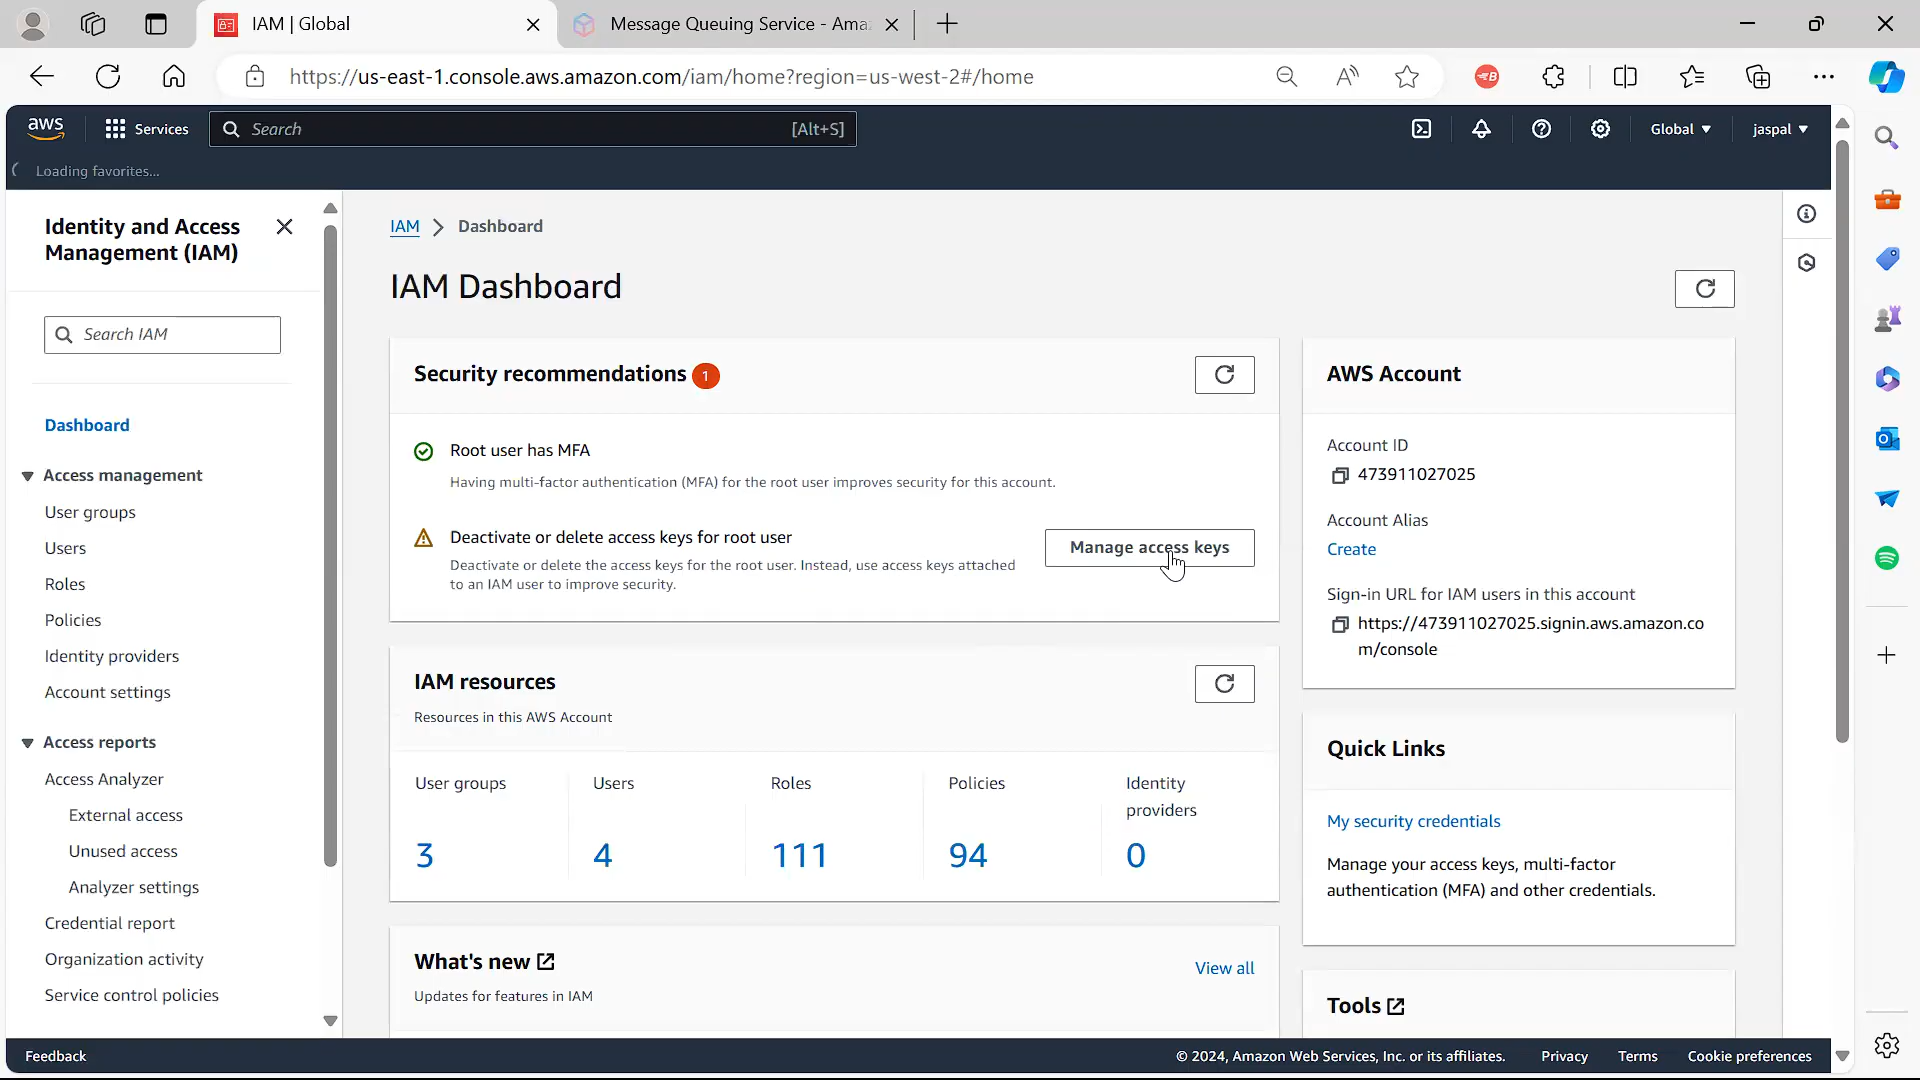 IAM | Global
Message Queuing Service - Ama
https://us-east-1.console.aws.amazon.com/iam/home?region=us-west-2#/home
aws
Services
Search
[Alt+S]
Global
jaspal
Loading favorites...
Identity and Access
Management (IAM)
Search IAM
Dashboard
Access management
User groups
Users
Roles
Policies
Identity providers
Account settings
Access reports
Access Analyzer
External access
Unused access
Analyzer settings
Credential report
Organization activity
Service control policies
IAM
Dashboard
IAM Dashboard
Security recommendations 1
Root user has MFA
Having multi-factor authentication (MFA) for the root user improves security for this account.
Deactivate or delete access keys for root user
Deactivate or delete the access keys for the root user. Instead, use access keys attached
to an IAM user to improve security.
Manage access keys
IAM resources
Resources in this AWS Account
User groups
3
Users
4
Roles
111
Policies
94
Identity
providers
0
What's new
View all
Updates for features in IAM
AWS Account
Account ID
473911027025
Account Alias
Create
Sign-in URL for IAM users in this account
https://473911027025.signin.aws.amazon.co
m/console
Quick Links
My security credentials
Manage your access keys, multi-factor
authentication (MFA) and other credentials.
Tools
Feedback
© 2024, Amazon Web Services, Inc. or its affiliates.
Privacy
Terms
Cookie preferences